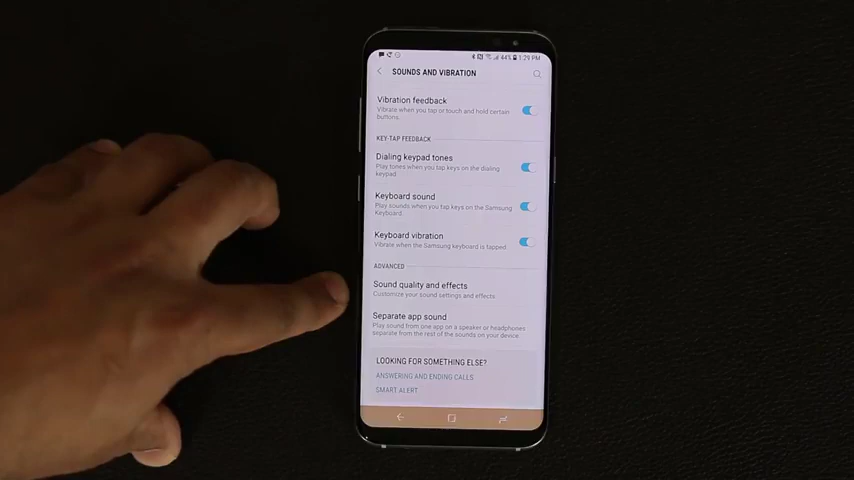 44% 1:29 PM
SOUNDS AND VIBRATION
Vibration feedback
Vibrate when you tap or touch and hold certain
buttons.
KEY-TAP FEEDBACK
Dialing keypad tones
Play tones when you tap keys on the dialing
keypad
Keyboard sound
Play sounds when you tap keys on the Samsung
Keyboard.
Keyboard vibration
Vibrate when the Samsung keyboard is tapped
ADVANCED
Sound quality and effects
Customize your sound settings and effects.
Separate app sound
Play sound from one app on a speaker or headphones
separate from the rest of the sounds on your device.
LOOKING FOR SOMETHING ELSE?
ANSWERING AND ENDING CALLS
SMART ALERT